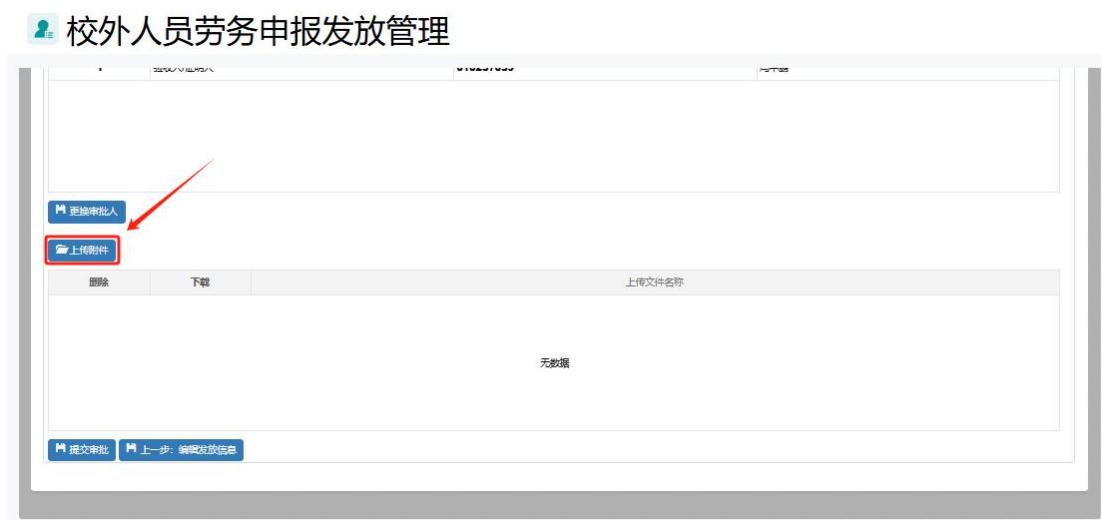 校外人员劳务申报发放管理
更换审批人
上传附件
删除 下载 上传文件名称
无数据
提交审批 上一步：编辑发放信息